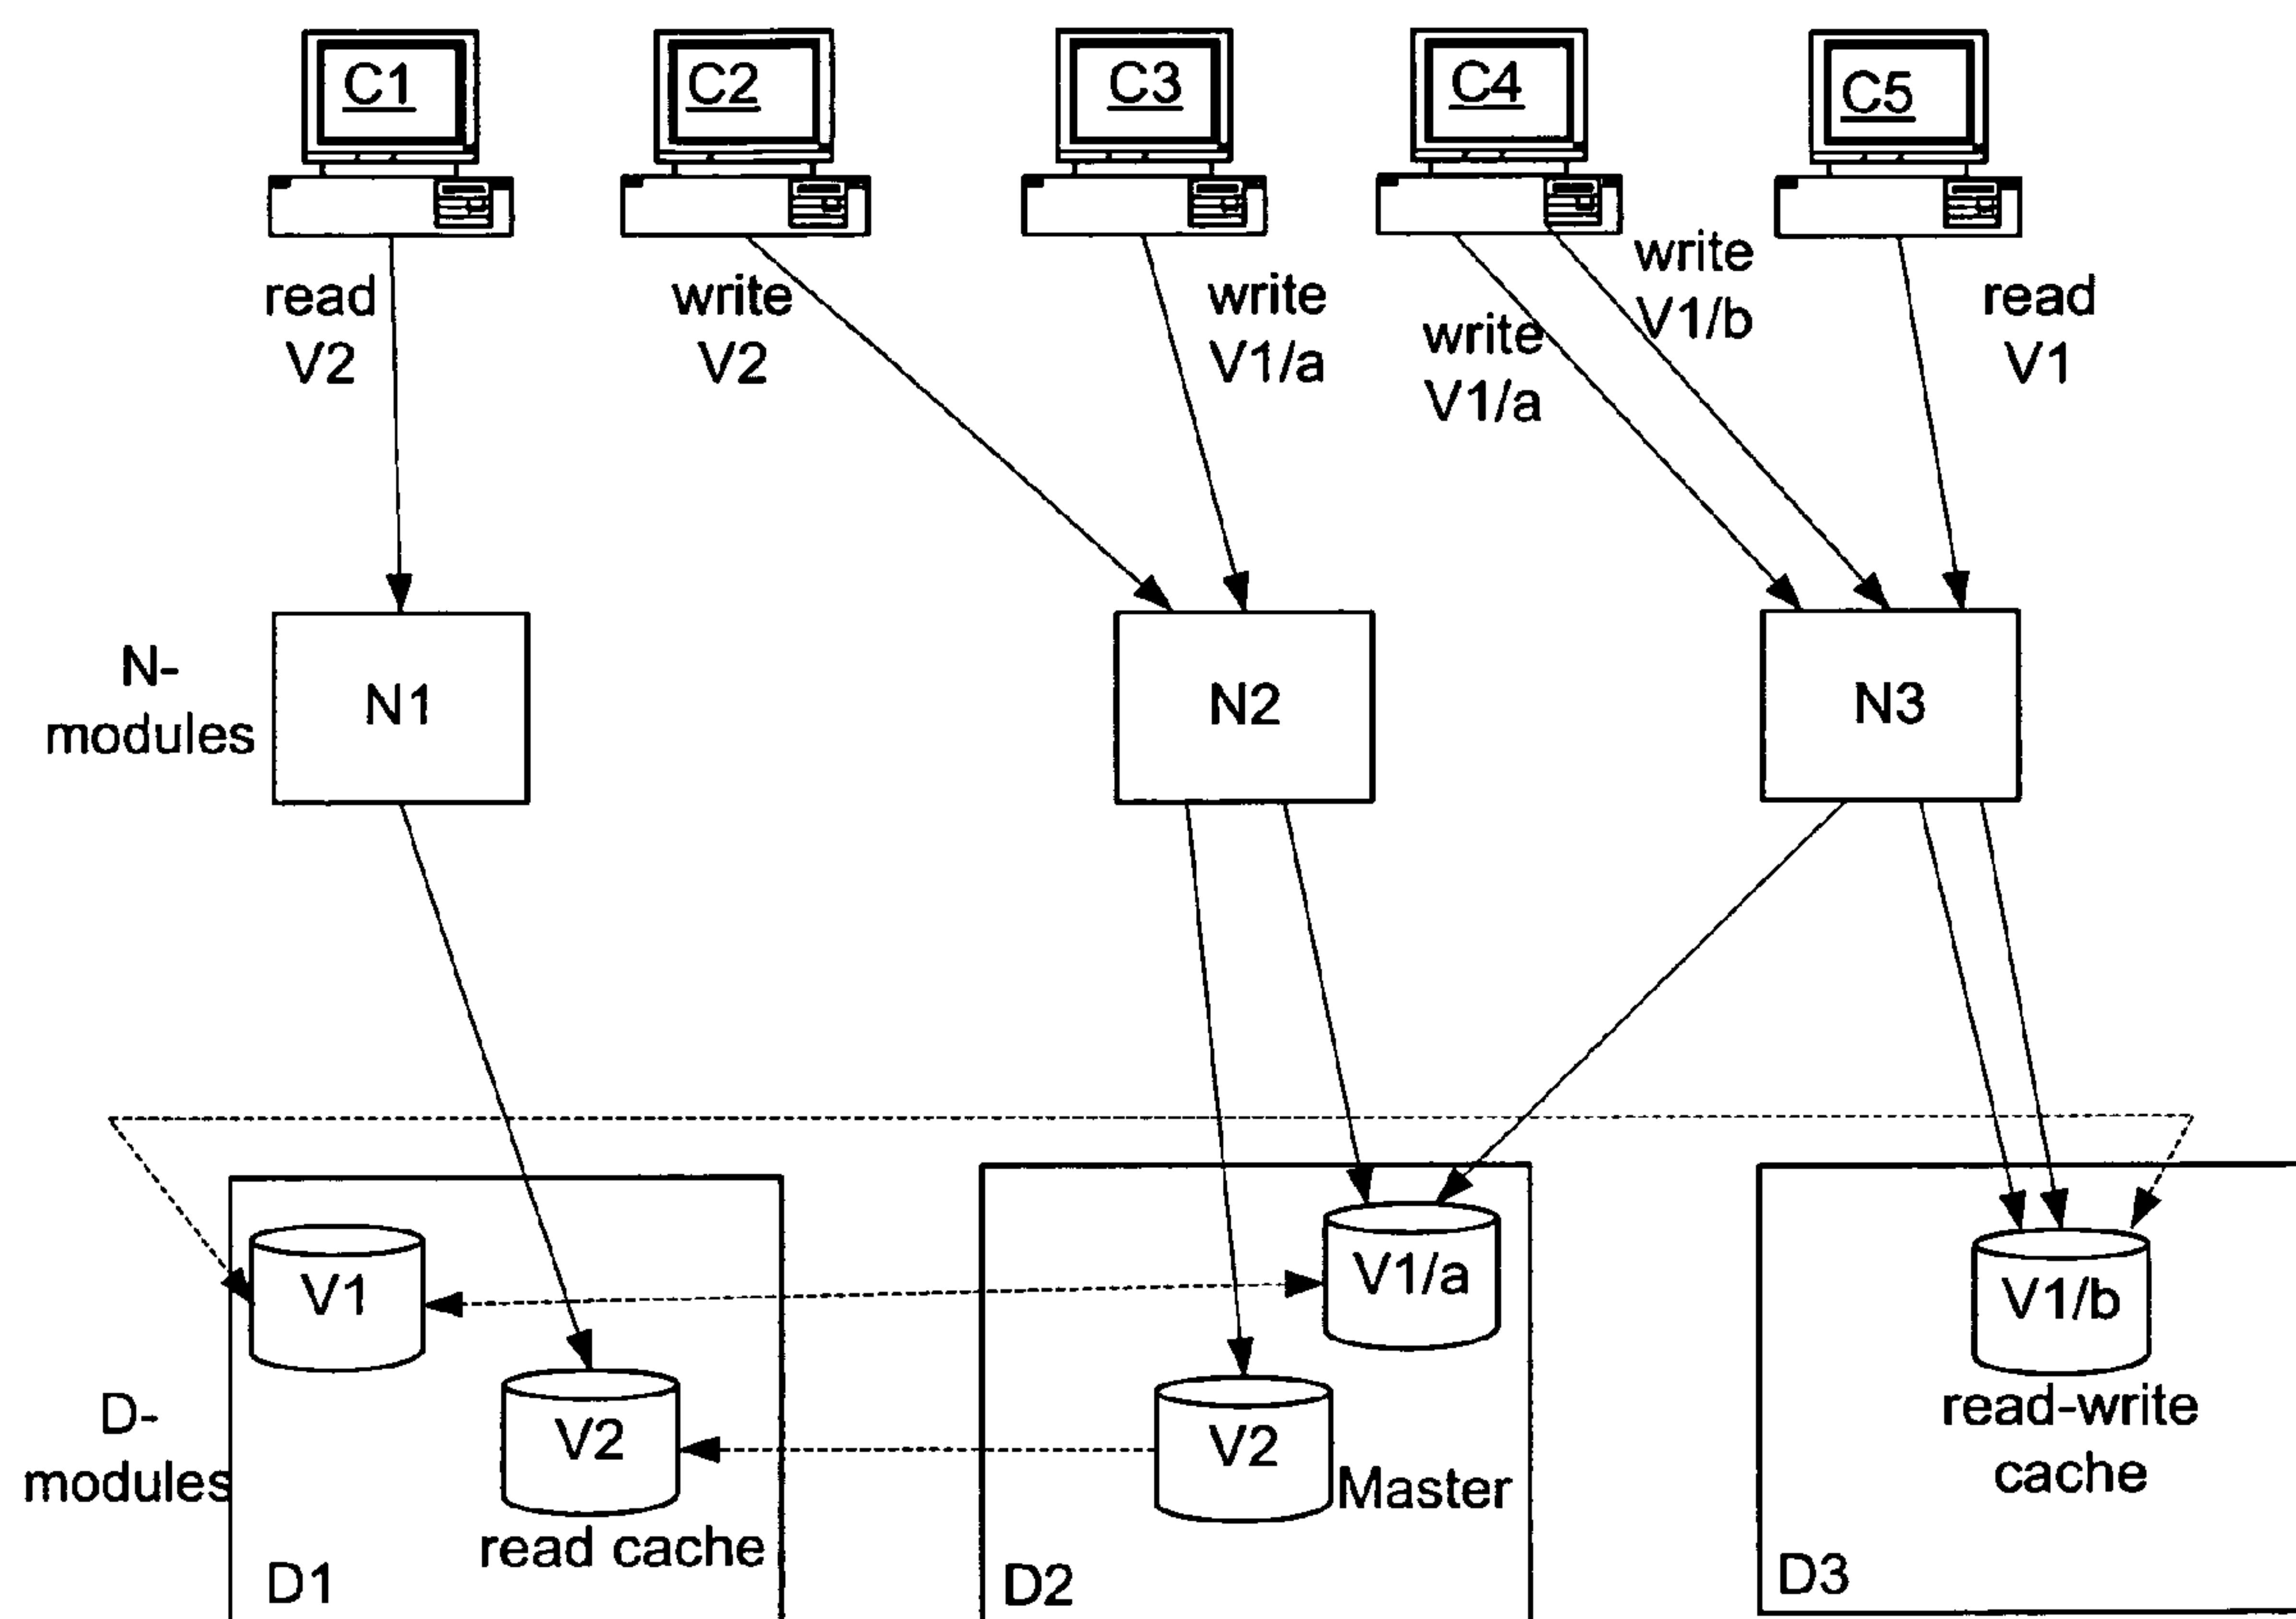 C1
C2
C3
C4
C5
read
V2
write
V2
write
V1/a
write
V1/a
write
V1/b
read
V1
N-
modules
N1
N2
N3
D-
modules
V1
V2
read cache
D1
V1/a
V2
Master
D2
V1/b
read-write
cache
D3